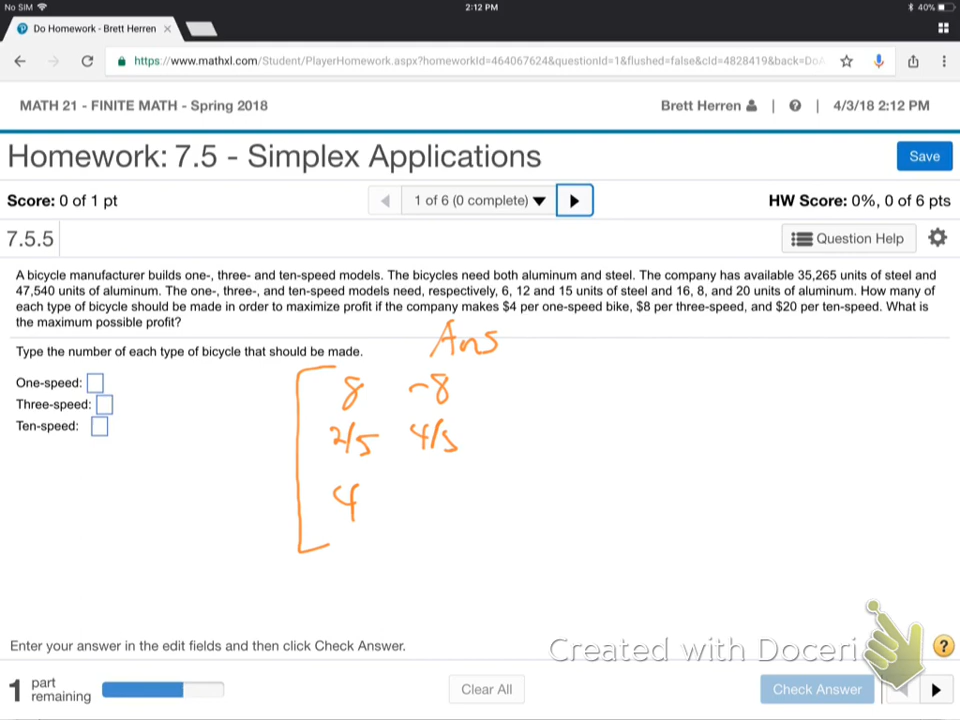 No SIM 2:12 PM 40%
Do Homework - Brett Herren ×
https://www.mathxl.com/Student/PlayerHomework.aspx?homeworkId=464067624&questionId=1&flushed=false&cId=4828419&back=Do
MATH 21 - FINITE MATH - Spring 2018 Brett Herren | ? | 4/3/18 2:12 PM
Homework: 7.5 - Simplex Applications Save
Score: 0 of 1 pt 1 of 6 (0 complete) HW Score: 0%, 0 of 6 pts
7.5.5 Question Help
A bicycle manufacturer builds one-, three- and ten-speed models. The bicycles need both aluminum and steel. The company has available 35,265 units of steel and
47,540 units of aluminum. The one-, three-, and ten-speed models need, respectively, 6, 12 and 15 units of steel and 16, 8, and 20 units of aluminum. How many of
each type of bicycle should be made in order to maximize profit if the company makes $4 per one-speed bike, $8 per three-speed, and $20 per ten-speed. What is
the maximum possible profit?
Ans
Type the number of each type of bicycle that should be made.
One-speed:
Three-speed:
Ten-speed:
8 -8
2/5 4/5
4
Enter your answer in the edit fields and then click Check Answer.
Created with Doceri
?
1 part remaining Clear All Check Answer